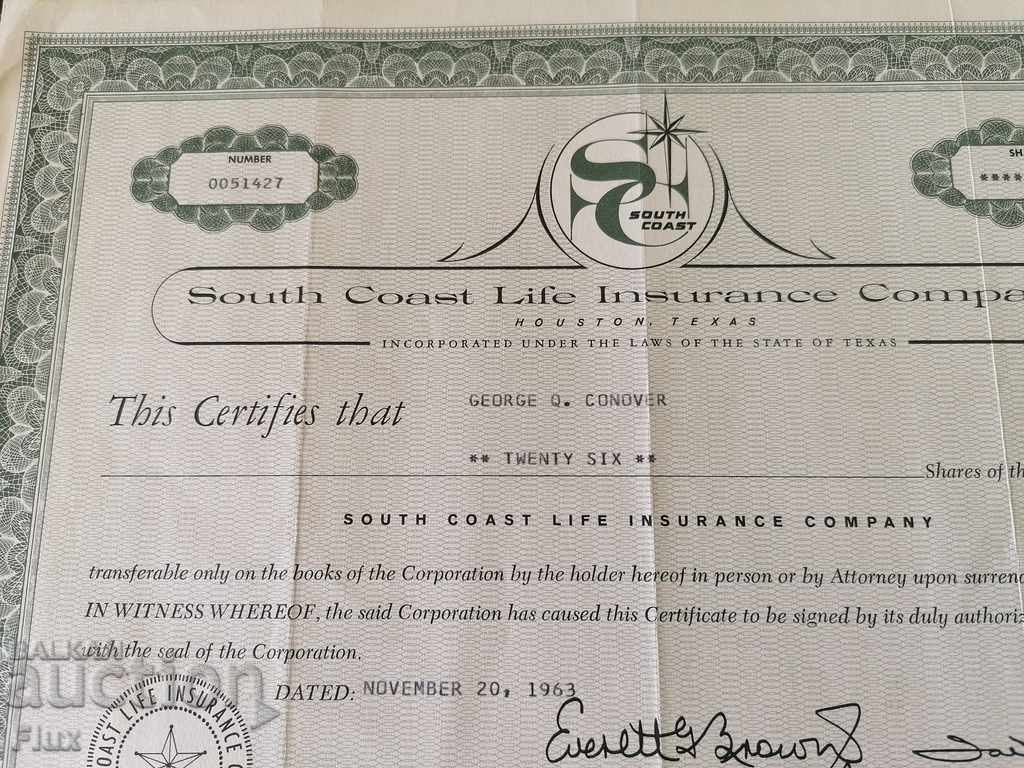 NUMBER
0051427
SOUTH
COAST
****
South Coast Life Insurance
HOUSTON, TEXAS
INCORPORATED UNDER THE LAWS OF THE STATE OF TEXAS
This Certifies that GEORGE Q. CONOVER
** TWENTY SIX ** Shares of
SOUTH COAST LIFE INSURANCE COMPANY
transferable only on the books of the Corporation by the holder hereof in person or by Attorney upon
IN WITNESS WHEREOF, the said Corporation has caused this Certificate to be signed by its duly
with the seal of the Corporation.
DATED: NOVEMBER 20, 1963
COAST LIFE INSURANCE
Everett G Brown
BALKAN
auction
Flux